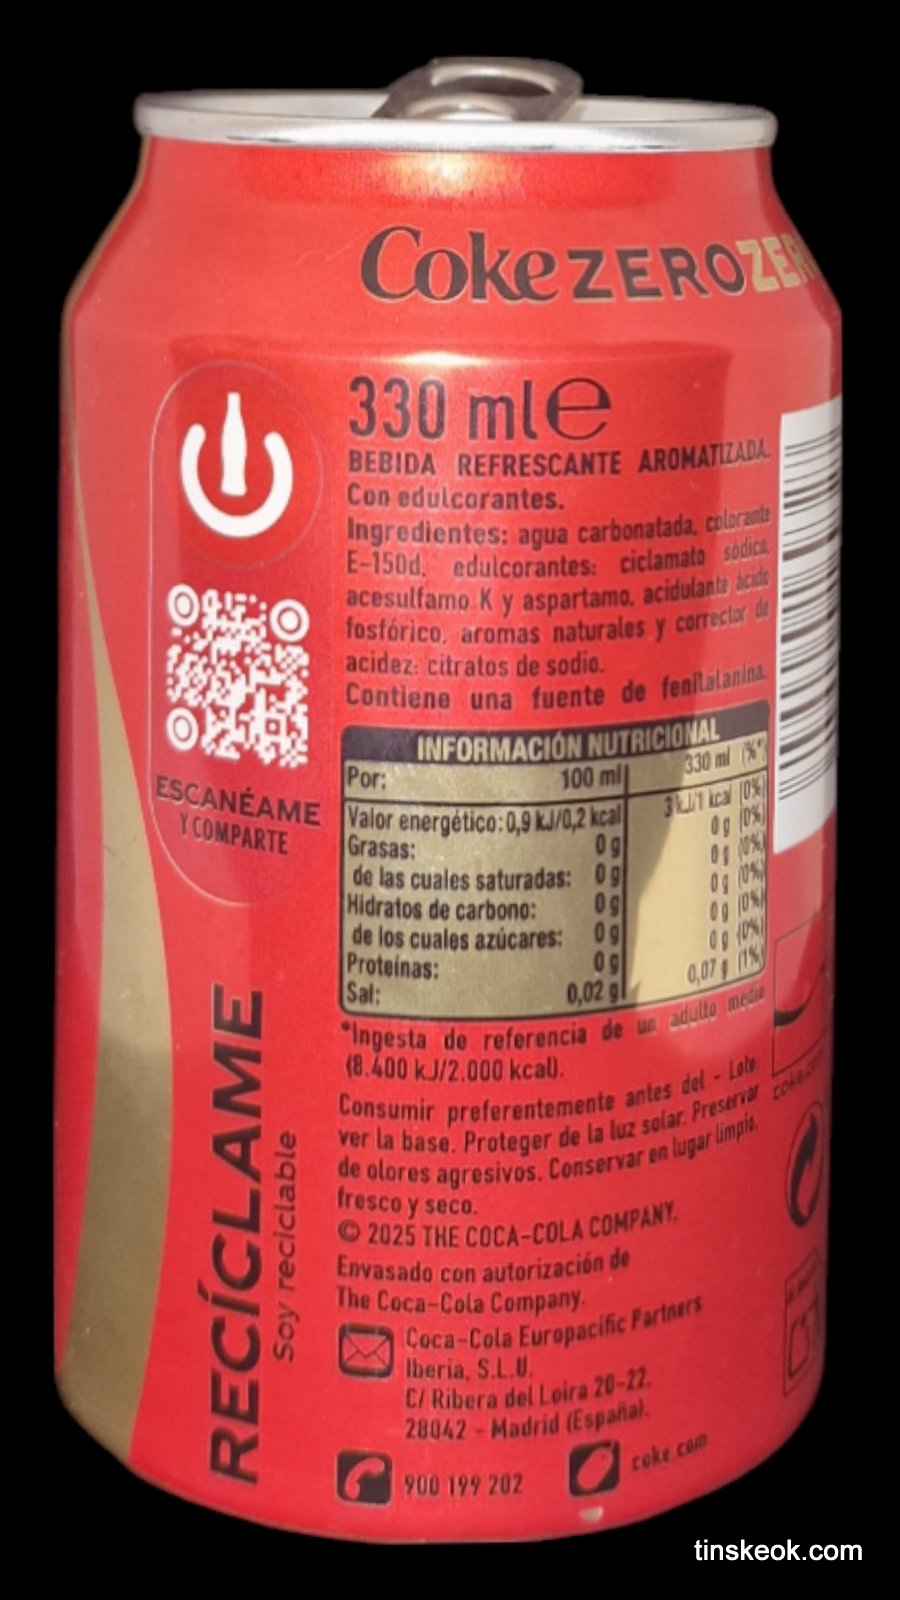 Coke ZERO ZER
330 ml e
BEBIDA REFRESCANTE AROMATIZADA.
Con edulcorantes.
Ingredientes: agua carbonatada, colorante
E-150d, edulcorantes: ciclamato sódico,
acesulfamo K y aspartamo, acidulante ácido
fosfórico, aromas naturales y corrector de
acidez: citratos de sodio.
Contiene una fuente de fenilalanina.
INFORMACIÓN NUTRICIONAL
Por: 100 ml 330 ml (%*)
Valor energético: 0,9 kJ/0,2 kcal 3 kJ/1 kcal (0%)
Grasas: 0 g 0 g (0%)
de las cuales saturadas: 0 g 0 g (0%)
Hidratos de carbono: 0 g 0 g (0%)
de los cuales azúcares: 0 g 0 g (0%)
Proteínas: 0 g 0 g (0%)
Sal: 0,02 g 0,07 g (1%)
*Ingesta de referencia de un adulto medio
(8.400 kJ/2.000 kcal).
Consumir preferentemente antes del - Lote:
ver la base. Proteger de la luz solar. Preservar
de olores agresivos. Conservar en lugar limpio,
fresco y seco.
© 2025 THE COCA-COLA COMPANY.
Envasado con autorización de
The Coca-Cola Company.
Coca-Cola Europacific Partners
Iberia, S.L.U.
C/ Ribera del Loira 20-22.
28042 - Madrid (España).
900 199 202
coke.com
ESCANÉAME
Y COMPARTE
RECÍCLAME
Soy reciclable
tinskeok.com